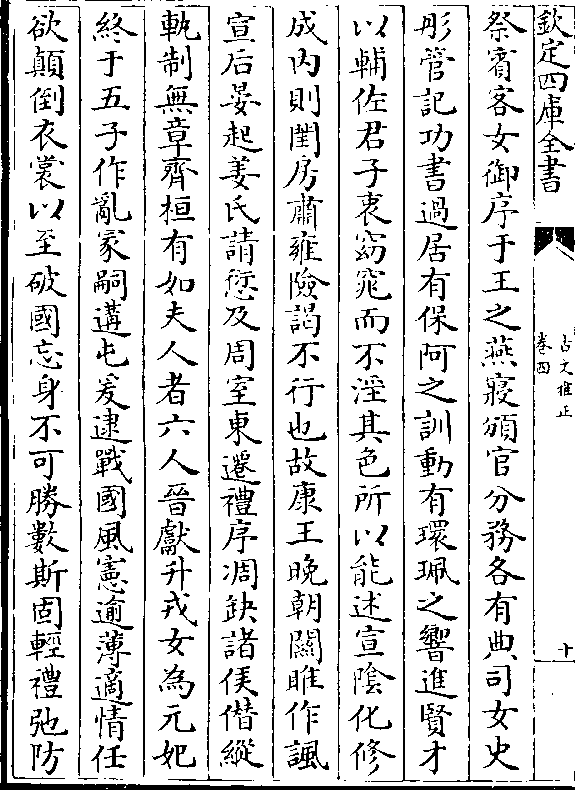 欽定四庫全書
古文雅正
卷四
十
祭賓客女御序于王之燕寢頒官分務各有典司女史
彤管記功書過居有保阿之訓動有環珮之響進賢才
以輔佐君子哀窈窕而不淫其色所以能述宣陰化修
成内則閨房肅雍險謁不行也故康王晚朝關雎作諷
宣后晏起姜氏請愆及周室東遷禮序凋缺諸侯僭縱
軌制無章齊桓有如夫人者六人晉獻升戎女為元妃
終于五子作亂冢嗣遘屯爰逮戰國風憲逾薄適情任
欲顛倒衣裳以至破國忘身不可勝數斯固輕禮弛防